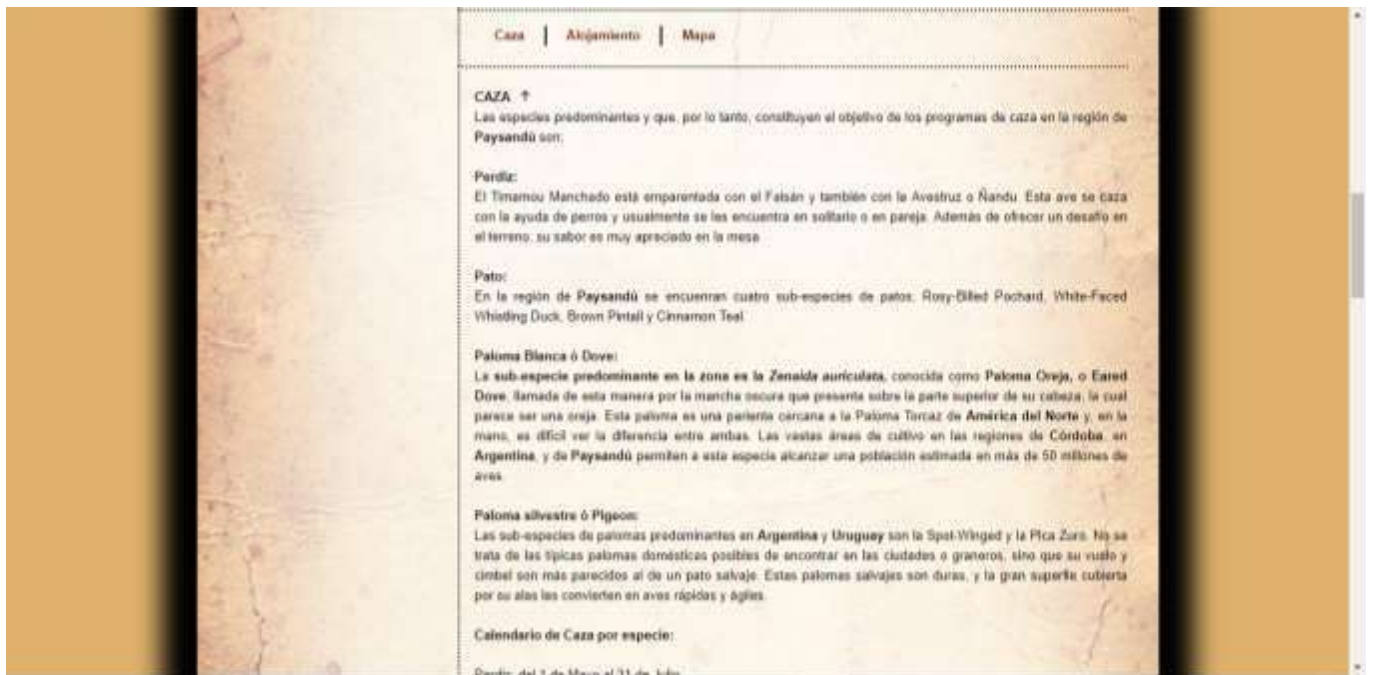 Caza | Alojamiento | Mapa
CAZA ↑
Las especies predominantes y que, por lo tanto, constituyen el objetivo de los programas de caza en la región de
Paysandú son:
Perdiz:
El Timamou Manchado está emparentada con el Faisán y también con la Avestruz o Ñandu. Esta ave se caza
con la ayuda de perros y usualmente se les encuentra en solitario o en pareja. Además de ofrecer un desafío en
el terreno, su sabor es muy apreciado en la mesa.
Pato:
En la región de Paysandú se encuenran cuatro sub-especies de patos: Rosy-Billed Pochard, White-Faced
Whistling Duck, Brown Pintail y Cinnamon Teal.
Paloma Blanca ó Dove:
La sub-especie predominante en la zona es la Zenaida auriculata, conocida como Paloma Oreja, o Eared
Dove, llamada de esta manera por la mancha oscura que presenta sobre la parte superior de su cabeza, la cual
parece ser una oreja. Esta paloma es una pariente cercana a la Paloma Torcaz de América del Norte y, en la
mano, es difícil ver la diferencia entre ambas. Las vastas áreas de cultivo en las regiones de Córdoba, en
Argentina, y de Paysandú permiten a esta especie alcanzar una población estimada en más de 50 millones de
aves.
Paloma silvestre ó Pigeon:
Las sub-especies de palomas predominantes en Argentina y Uruguay son la Spot-Winged y la Pica Zuro. No se
trata de las típicas palomas domésticas posibles de encontrar en las ciudades o graneros, sino que su vuelo y
cimbel son más parecidos al de un pato salvaje. Estas palomas salvajes son duras, y la gran superfie cubierta
por su alas las convierten en aves rápidas y ágiles.
Calendario de Caza por especie:
Perdiz: del 1 de Mayo al 31 de Julio